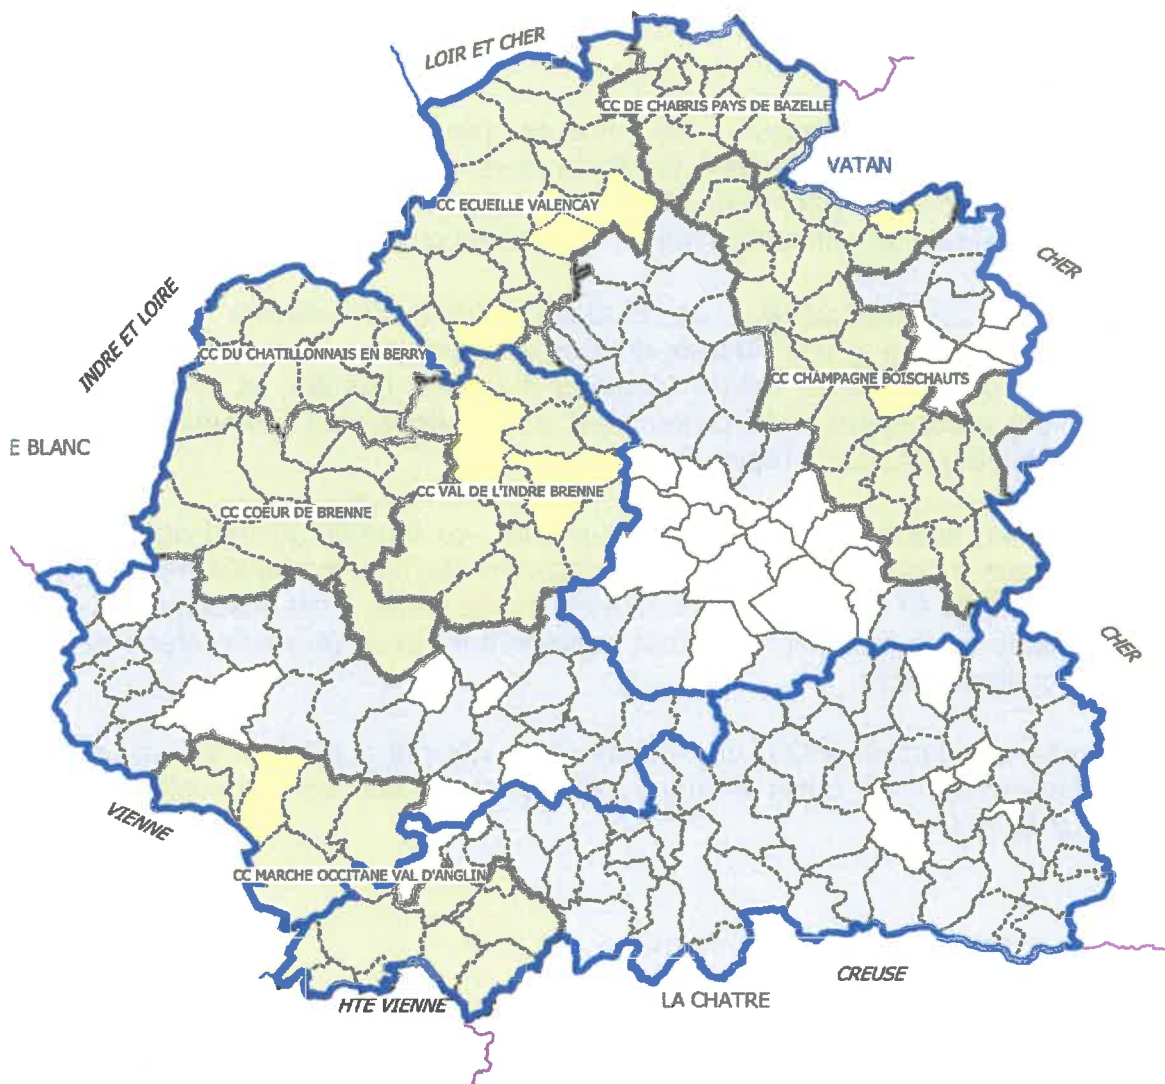 LOIR ET CHER
CC DE CHABRIS PAYS DE BAZELLE
VATAN
CC ECUEILLE VALENCAY
CHER
INDRE ET LOIRE
CC DU CHATILLONNAIS EN BERRY
CC CHAMPAGNE BOISCHAUTS
E BLANC
CC VAL DE L'INDRE BRENNE
CC COEUR DE BRENNE
CHER
VIENNE
CC MARCHE OCCITANE VAL D'ANGLIN
CREUSE
LA CHATRE
HTE VIENNE